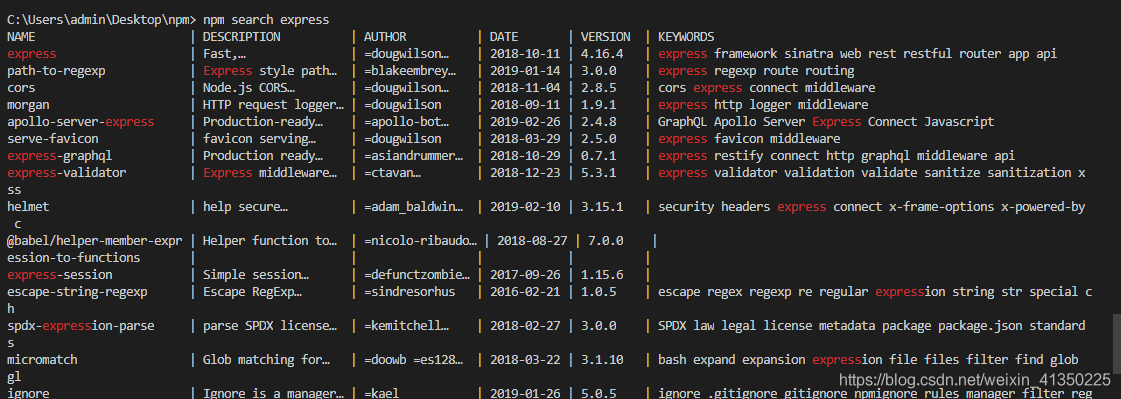 C:\Users\admin\Desktop\npm> npm search express
NAME | DESCRIPTION | AUTHOR | DATE | VERSION | KEYWORDS
express | Fast,… | =dougwilson… | 2018-10-11 | 4.16.4 | express framework sinatra web rest restful router app api
path-to-regexp | Express style path… | =blakeembrey… | 2019-01-14 | 3.0.0 | express regexp route routing
cors | Node.js CORS… | =dougwilson… | 2018-11-04 | 2.8.5 | cors express connect middleware
morgan | HTTP request logger… | =dougwilson | 2018-09-11 | 1.9.1 | express http logger middleware
apollo-server-express | Production-ready… | =apollo-bot… | 2019-02-26 | 2.4.8 | GraphQL Apollo Server Express Connect Javascript
serve-favicon | favicon serving… | =dougwilson | 2018-03-29 | 2.5.0 | express favicon middleware
express-graphql | Production ready… | =asiandrummer… | 2018-10-29 | 0.7.1 | express restify connect http graphql middleware api
express-validator | Express middleware… | =ctavan… | 2018-12-23 | 5.3.1 | express validator validation validate sanitize sanitization x
ss
helmet | help secure… | =adam_baldwin… | 2019-02-10 | 3.15.1 | security headers express connect x-frame-options x-powered-by
c
@babel/helper-member-expr | Helper function to… | =nicolo-ribaudo… | 2018-08-27 | 7.0.0 |
ession-to-functions | | | | |
express-session | Simple session… | =defunctzombie… | 2017-09-26 | 1.15.6 |
escape-string-regexp | Escape RegExp… | =sindresorhus | 2016-02-21 | 1.0.5 | escape regex regexp re regular expression string str special c
h
spdx-expression-parse | parse SPDX license… | =kemitchell… | 2018-02-27 | 3.0.0 | SPDX law legal license metadata package package.json standard
s
micromatch | Glob matching for… | =doowb =es128… | 2018-03-22 | 3.1.10 | bash expand expansion expression file files filter find glob
gl
ignore | Ignore is a manager… | =kael | 2019-01-26 | 5.0.5 | ignore .gitignore gitignore npmignore rules manager filter reg
https://blog.csdn.net/weixin_41350225